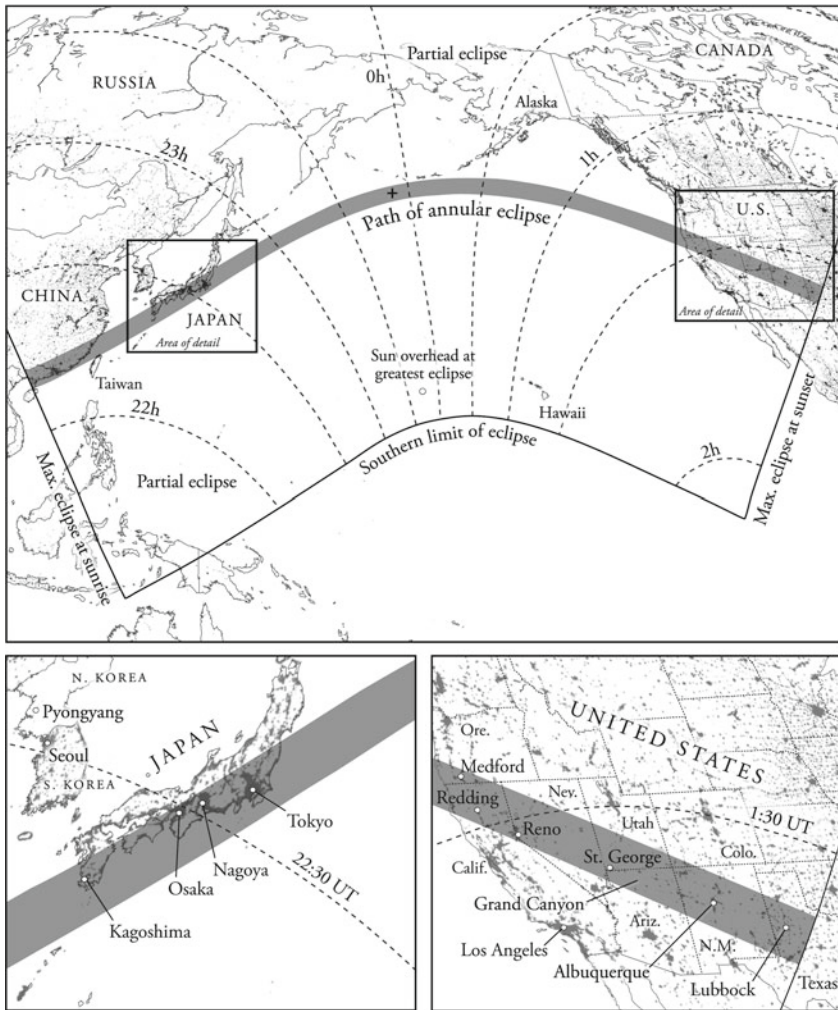 Partial eclipse
CANADA
RUSSIA
0h
Alaska
23h
1h
Path of annular eclipse
U.S.
CHINA
JAPAN
Area of detail
Area of detail
Taiwan
Sun overhead at
greatest eclipse
Hawaii
22h
Southern limit of eclipse
2h
Partial eclipse
Max. eclipse at sunrise
Max. eclipse at sunset
N. KOREA
Pyongyang
JAPAN
Seoul
S. KOREA
Tokyo
Nagoya
22:30 UT
Osaka
Kagoshima
UNITED STATES
Ore.
Medford
Nev.
Redding
1:30 UT
Reno
Utah
Calif.
St. George
Colo.
Grand Canyon
Los Angeles
Ariz.
N.M.
Albuquerque
Lubbock
Texas